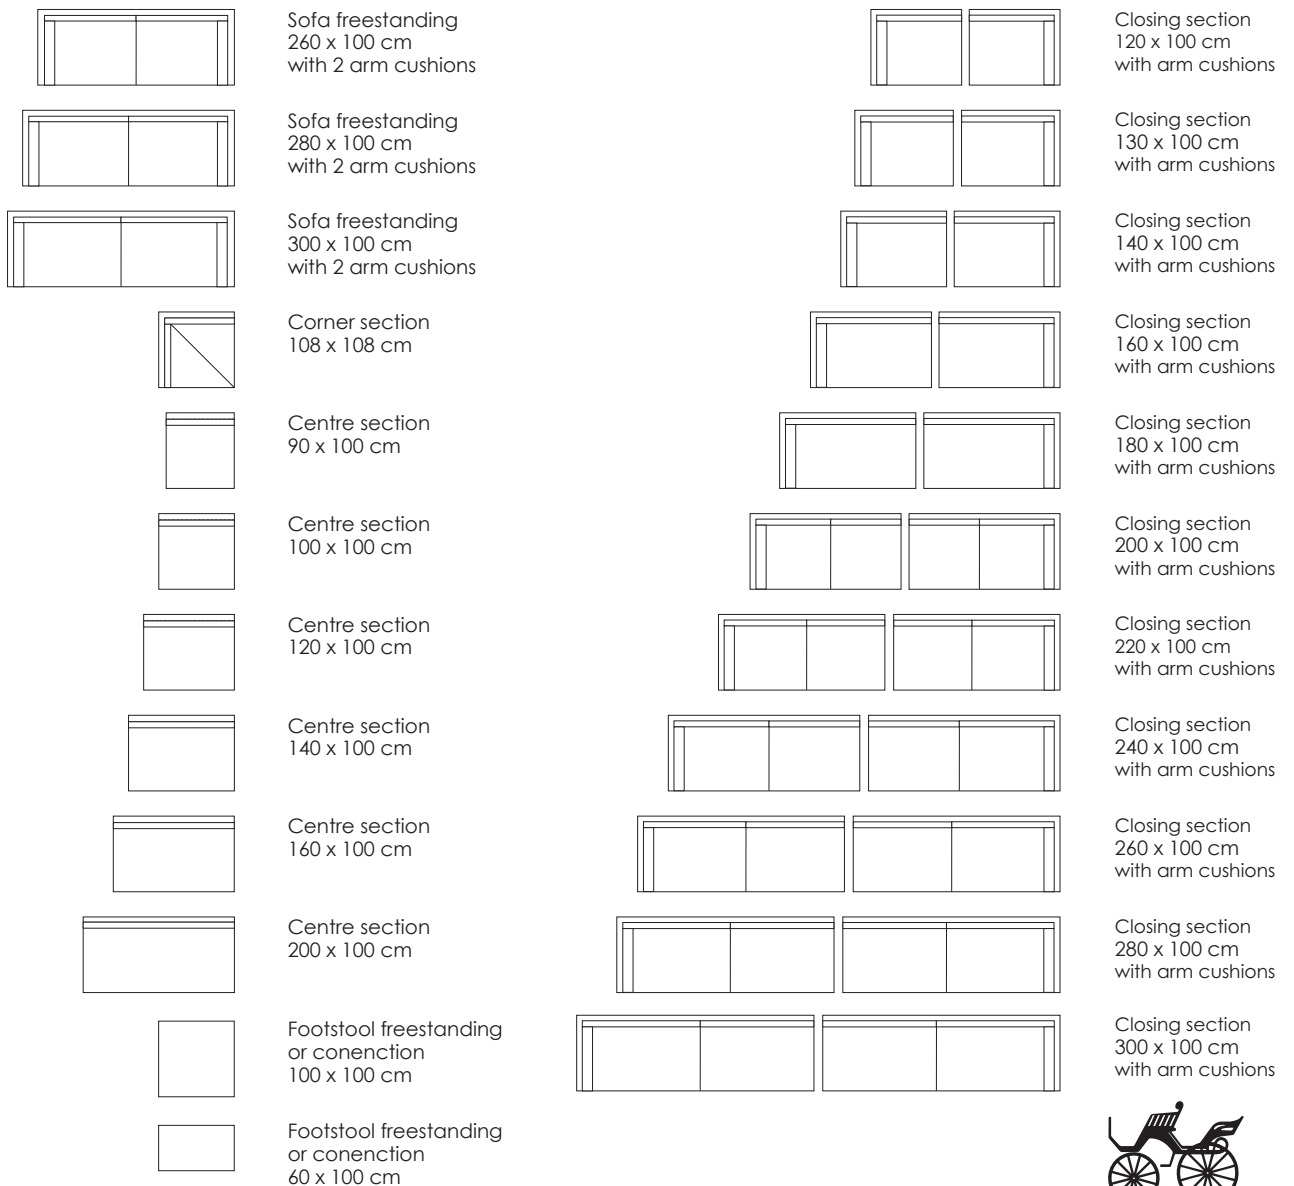 Sofa freestanding
260 x 100 cm
with 2 arm cushions
Sofa freestanding
280 x 100 cm
with 2 arm cushions
Sofa freestanding
300 x 100 cm
with 2 arm cushions
Corner section
108 x 108 cm
Centre section
90 x 100 cm
Centre section
100 x 100 cm
Centre section
120 x 100 cm
Centre section
140 x 100 cm
Centre section
160 x 100 cm
Centre section
200 x 100 cm
Footstool freestanding
or conenction
100 x 100 cm
Footstool freestanding
or conenction
60 x 100 cm
Closing section
120 x 100 cm
with arm cushions
Closing section
130 x 100 cm
with arm cushions
Closing section
140 x 100 cm
with arm cushions
Closing section
160 x 100 cm
with arm cushions
Closing section
180 x 100 cm
with arm cushions
Closing section
200 x 100 cm
with arm cushions
Closing section
220 x 100 cm
with arm cushions
Closing section
240 x 100 cm
with arm cushions
Closing section
260 x 100 cm
with arm cushions
Closing section
280 x 100 cm
with arm cushions
Closing section
300 x 100 cm
with arm cushions